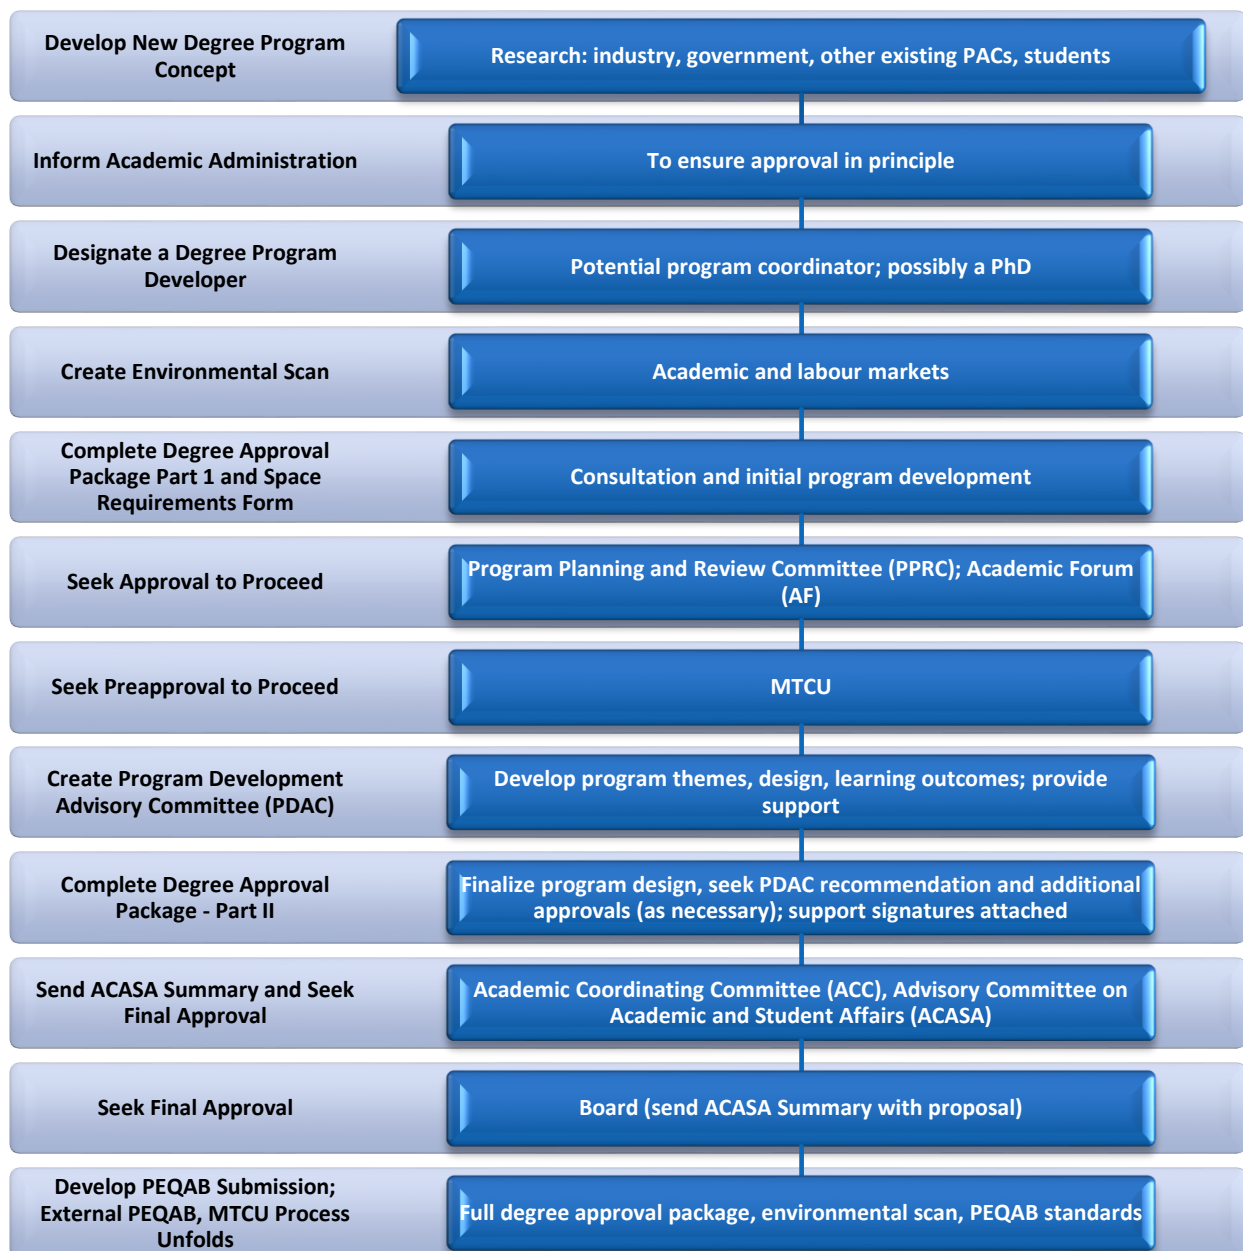 Develop New Degree Program
Concept
Research: industry, government, other existing PACs, students
Inform Academic Administration
To ensure approval in principle
Designate a Degree Program
Developer
Potential program coordinator; possibly a PhD
Create Environmental Scan
Academic and labour markets
Complete Degree Approval
Package Part 1 and Space
Requirements Form
Consultation and initial program development
Seek Approval to Proceed
Program Planning and Review Committee (PPRC); Academic Forum
(AF)
Seek Preapproval to Proceed
MTCU
Create Program Development
Advisory Committee (PDAC)
Develop program themes, design, learning outcomes; provide
support
Complete Degree Approval
Package - Part II
Finalize program design, seek PDAC recommendation and additional
approvals (as necessary); support signatures attached
Send ACASA Summary and Seek
Final Approval
Academic Coordinating Committee (ACC), Advisory Committee on
Academic and Student Affairs (ACASA)
Seek Final Approval
Board (send ACASA Summary with proposal)
Develop PEQAB Submission;
External PEQAB, MTCU Process
Unfolds
Full degree approval package, environmental scan, PEQAB standards